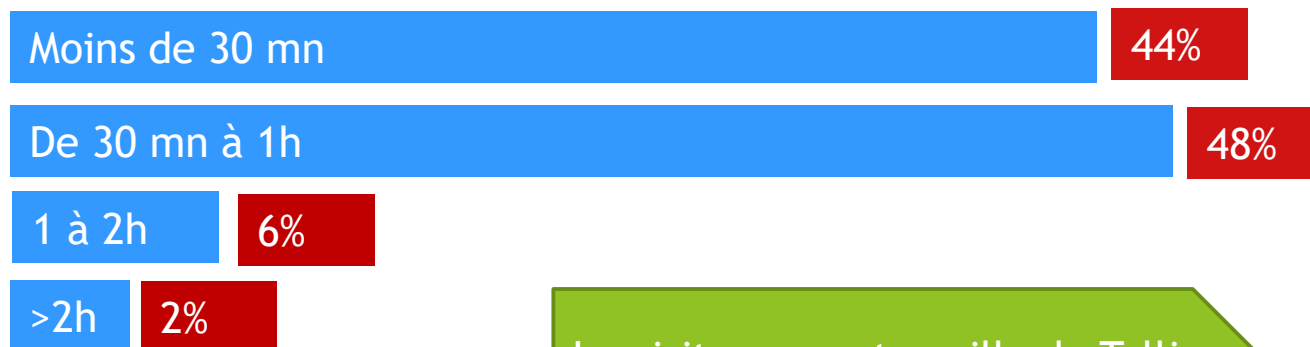 Moins de 30 mn 44%
De 30 mn à 1h 48%
1 à 2h 6%
>2h 2%